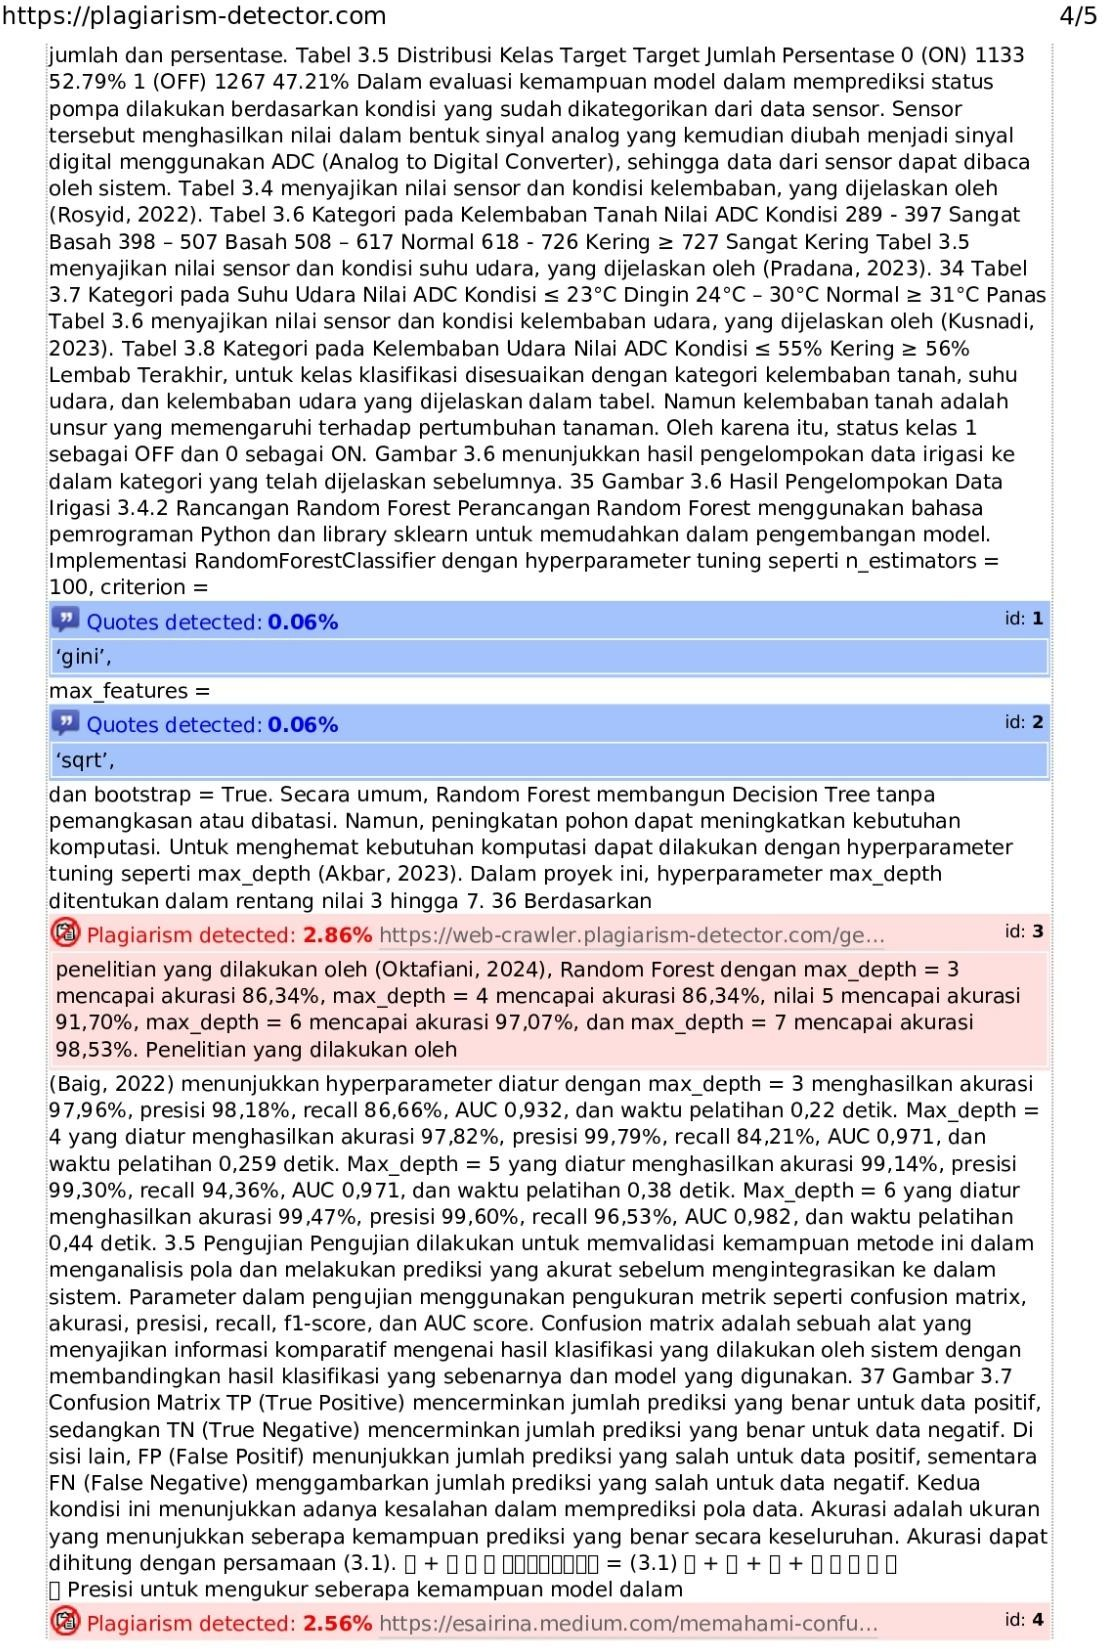 https://plagiarism-detector.com 4/5
jumlah dan persentase. Tabel 3.5 Distribusi Kelas Target Target Jumlah Persentase 0 (ON) 1133
52.79% 1 (OFF) 1267 47.21% Dalam evaluasi kemampuan model dalam memprediksi status
pompa dilakukan berdasarkan kondisi yang sudah dikategorikan dari data sensor. Sensor
tersebut menghasilkan nilai dalam bentuk sinyal analog yang kemudian diubah menjadi sinyal
digital menggunakan ADC (Analog to Digital Converter), sehingga data dari sensor dapat dibaca
oleh sistem. Tabel 3.4 menyajikan nilai sensor dan kondisi kelembaban, yang dijelaskan oleh
(Rosyid, 2022). Tabel 3.6 Kategori pada Kelembaban Tanah Nilai ADC Kondisi 289 - 397 Sangat
Basah 398 – 507 Basah 508 – 617 Normal 618 - 726 Kering ≥ 727 Sangat Kering Tabel 3.5
menyajikan nilai sensor dan kondisi suhu udara, yang dijelaskan oleh (Pradana, 2023). 34 Tabel
3.7 Kategori pada Suhu Udara Nilai ADC Kondisi ≤ 23°C Dingin 24°C – 30°C Normal ≥ 31°C Panas
Tabel 3.6 menyajikan nilai sensor dan kondisi kelembaban udara, yang dijelaskan oleh (Kusnadi,
2023). Tabel 3.8 Kategori pada Kelembaban Udara Nilai ADC Kondisi ≤ 55% Kering ≥ 56%
Lembab Terakhir, untuk kelas klasifikasi disesuaikan dengan kategori kelembaban tanah, suhu
udara, dan kelembaban udara yang dijelaskan dalam tabel. Namun kelembaban tanah adalah
unsur yang memengaruhi terhadap pertumbuhan tanaman. Oleh karena itu, status kelas 1
sebagai OFF dan 0 sebagai ON. Gambar 3.6 menunjukkan hasil pengelompokan data irigasi ke
dalam kategori yang telah dijelaskan sebelumnya. 35 Gambar 3.6 Hasil Pengelompokan Data
Irigasi 3.4.2 Rancangan Random Forest Perancangan Random Forest menggunakan bahasa
pemrograman Python dan library sklearn untuk memudahkan dalam pengembangan model.
Implementasi RandomForestClassifier dengan hyperparameter tuning seperti n_estimators =
100, criterion =
Quotes detected: 0.06% id: 1
‘gini’,
max_features =
Quotes detected: 0.06% id: 2
‘sqrt’,
dan bootstrap = True. Secara umum, Random Forest membangun Decision Tree tanpa
pemangkasan atau dibatasi. Namun, peningkatan pohon dapat meningkatkan kebutuhan
komputasi. Untuk menghemat kebutuhan komputasi dapat dilakukan dengan hyperparameter
tuning seperti max_depth (Akbar, 2023). Dalam proyek ini, hyperparameter max_depth
ditentukan dalam rentang nilai 3 hingga 7. 36 Berdasarkan
Plagiarism detected: 2.86% https://web-crawler.plagiarism-detector.com/ge... id: 3
penelitian yang dilakukan oleh (Oktafiani, 2024), Random Forest dengan max_depth = 3
mencapai akurasi 86,34%, max_depth = 4 mencapai akurasi 86,34%, nilai 5 mencapai akurasi
91,70%, max_depth = 6 mencapai akurasi 97,07%, dan max_depth = 7 mencapai akurasi
98,53%. Penelitian yang dilakukan oleh
(Baig, 2022) menunjukkan hyperparameter diatur dengan max_depth = 3 menghasilkan akurasi
97,96%, presisi 98,18%, recall 86,66%, AUC 0,932, dan waktu pelatihan 0,22 detik. Max_depth =
4 yang diatur menghasilkan akurasi 97,82%, presisi 99,79%, recall 84,21%, AUC 0,971, dan
waktu pelatihan 0,259 detik. Max_depth = 5 yang diatur menghasilkan akurasi 99,14%, presisi
99,30%, recall 94,36%, AUC 0,971, dan waktu pelatihan 0,38 detik. Max_depth = 6 yang diatur
menghasilkan akurasi 99,47%, presisi 99,60%, recall 96,53%, AUC 0,982, dan waktu pelatihan
0,44 detik. 3.5 Pengujian Pengujian dilakukan untuk memvalidasi kemampuan metode ini dalam
menganalisis pola dan melakukan prediksi yang akurat sebelum mengintegrasikan ke dalam
sistem. Parameter dalam pengujian menggunakan pengukuran metrik seperti confusion matrix,
akurasi, presisi, recall, f1-score, dan AUC score. Confusion matrix adalah sebuah alat yang
menyajikan informasi komparatif mengenai hasil klasifikasi yang dilakukan oleh sistem dengan
membandingkan hasil klasifikasi yang sebenarnya dan model yang digunakan. 37 Gambar 3.7
Confusion Matrix TP (True Positive) mencerminkan jumlah prediksi yang benar untuk data positif,
sedangkan TN (True Negative) mencerminkan jumlah prediksi yang benar untuk data negatif. Di
sisi lain, FP (False Positif) menunjukkan jumlah prediksi yang salah untuk data positif, sementara
FN (False Negative) menggambarkan jumlah prediksi yang salah untuk data negatif. Kedua
kondisi ini menunjukkan adanya kesalahan dalam memprediksi pola data. Akurasi adalah ukuran
yang menunjukkan seberapa kemampuan prediksi yang benar secara keseluruhan. Akurasi dapat
dihitung dengan persamaan (3.1). ▯ + ▯ ▯ ▯ ▯▯▯▯▯▯▯▯ = (3.1) ▯ + ▯ + ▯ + ▯ ▯ ▯ ▯ ▯
▯ Presisi untuk mengukur seberapa kemampuan model dalam
Plagiarism detected: 2.56% https://esairina.medium.com/memahami-confu... id: 4